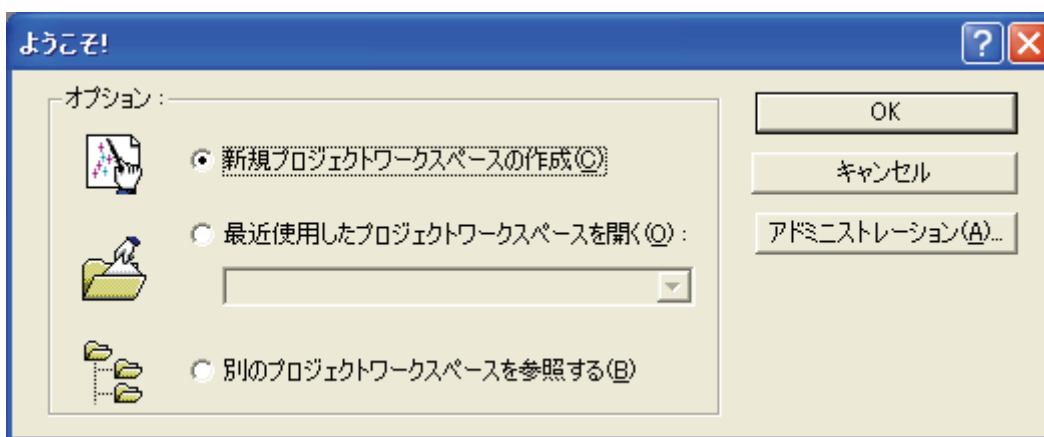 ようこそ!
オプション :
新規プロジェクトワークスペースの作成(C)
最近使用したプロジェクトワークスペースを開く(O) :
別のプロジェクトワークスペースを参照する(B)
OK
キャンセル
アドミニストレーション(A)...